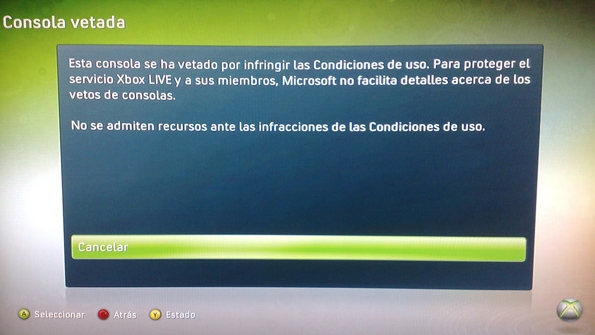 Consola vetada
Esta consola se ha vetado por infringir las Condiciones de uso. Para proteger el
servicio Xbox LIVE y a sus miembros, Microsoft no facilita detalles acerca de los
vetos de consolas.
No se admiten recursos ante las infracciones de las Condiciones de uso.
Cancelar
A Seleccionar B Atrás Y Estado